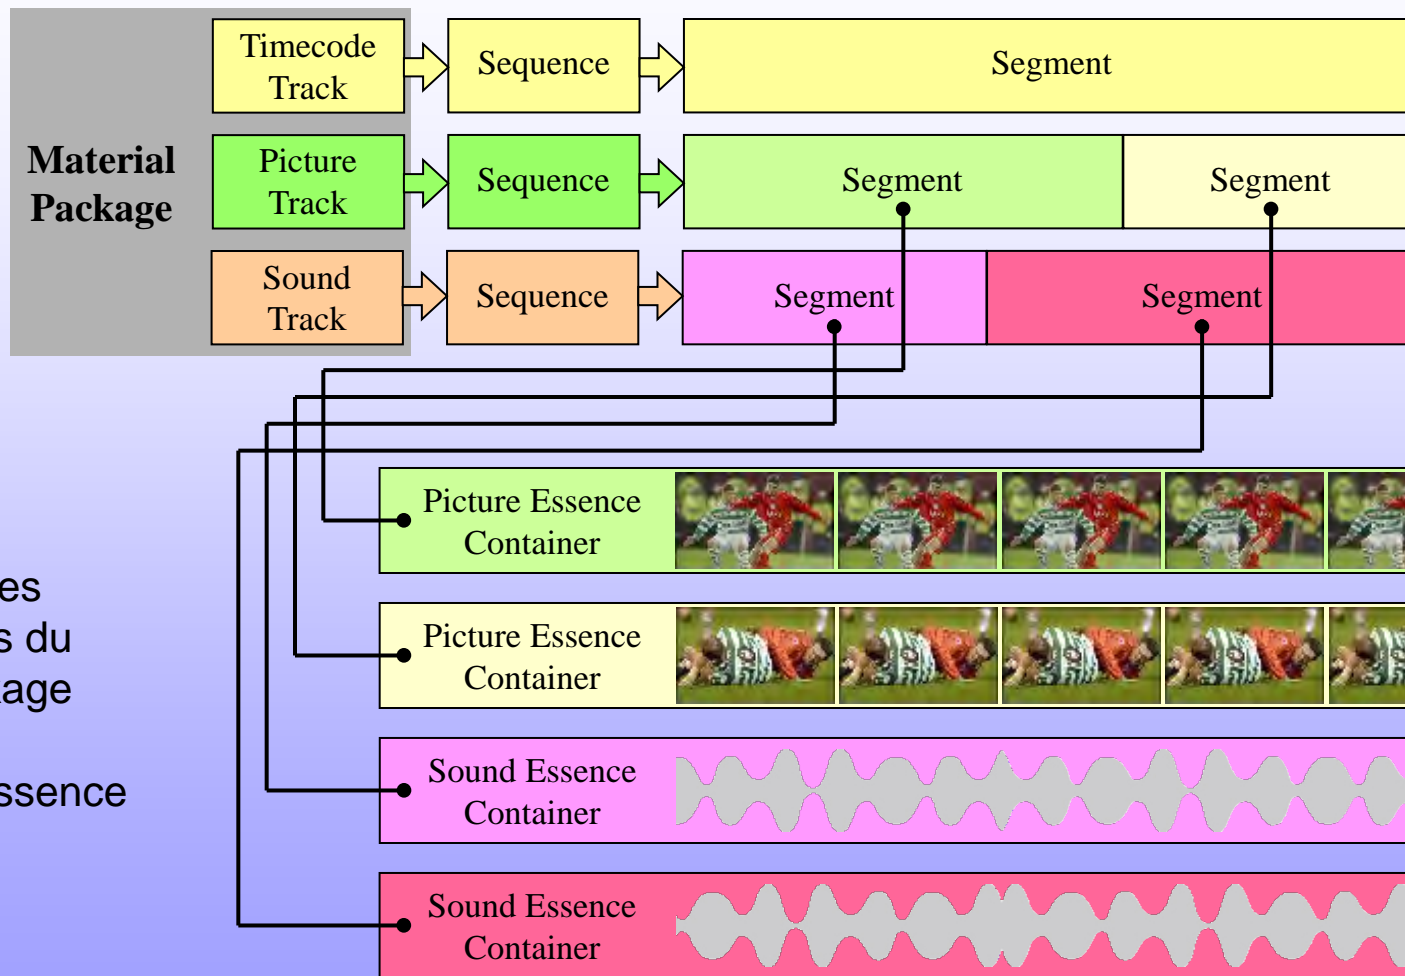 Timecode
Track
Sequence
Segment
Material
Package
Picture
Track
Sequence
Segment
Segment
Sound
Track
Sequence
Segment
Segment
Picture Essence
Container
es
s du
age
Picture Essence
Container
ssence
Sound Essence
Container
Sound Essence
Container